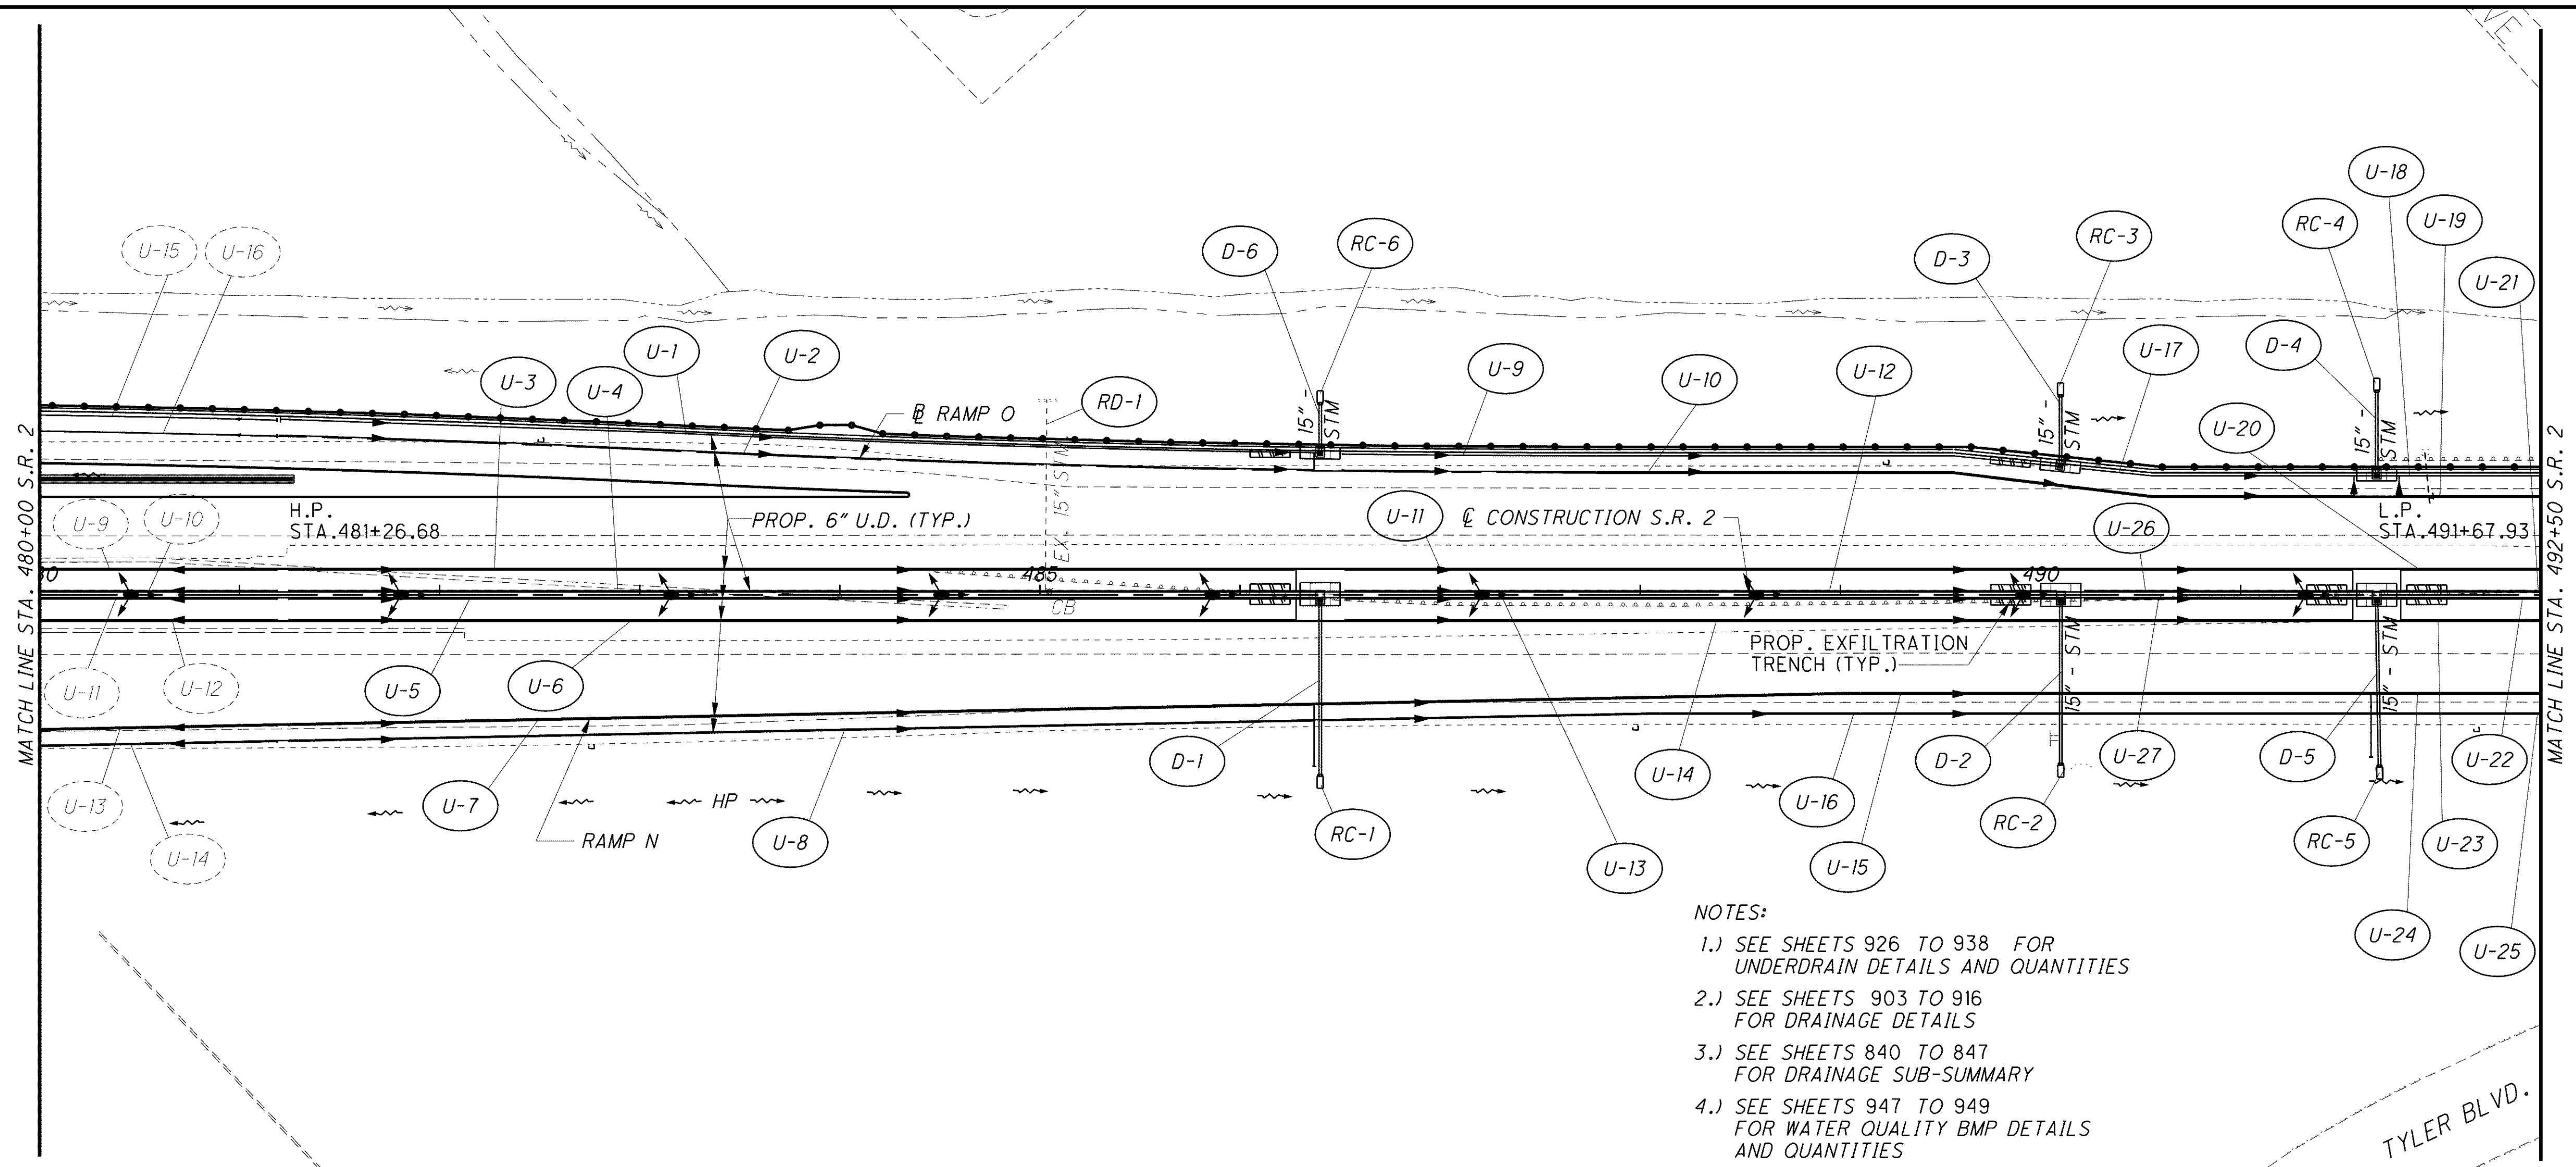 VE
U-18
U-15
U-16
D-6
RC-6
D-3
RC-3
RC-4
U-19
U-21
U-3
U-4
U-1
U-2
U-9
U-10
U-12
U-17
D-4
RAMP O
RD-1
15" -
STM
15" -
STM
15" -
STM
U-20
MATCH LINE STA. 480+00 S.R. 2
MATCH LINE STA. 492+50 S.R. 2
U-9
U-10
H.P.
STA.481+26.68
PROP. 6" U.D. (TYP.)
EX. 15" STM
U-11
℄ CONSTRUCTION S.R. 2
U-26
L.P.
STA.491+67.93
80
485
490
CB
PROP. EXFILTRATION
TRENCH (TYP.)
U-11
U-12
U-5
U-6
15" - STM
15" - STM
D-1
U-14
D-2
U-27
D-5
U-22
U-13
U-7
HP
U-16
U-14
RAMP N
U-8
RC-1
RC-2
RC-5
U-23
U-13
U-15
U-24
U-25
NOTES:
1.) SEE SHEETS 926 TO 938 FOR
UNDERDRAIN DETAILS AND QUANTITIES
2.) SEE SHEETS 903 TO 916
FOR DRAINAGE DETAILS
3.) SEE SHEETS 840 TO 847
FOR DRAINAGE SUB-SUMMARY
4.) SEE SHEETS 947 TO 949
FOR WATER QUALITY BMP DETAILS
AND QUANTITIES
TYLER BLVD.